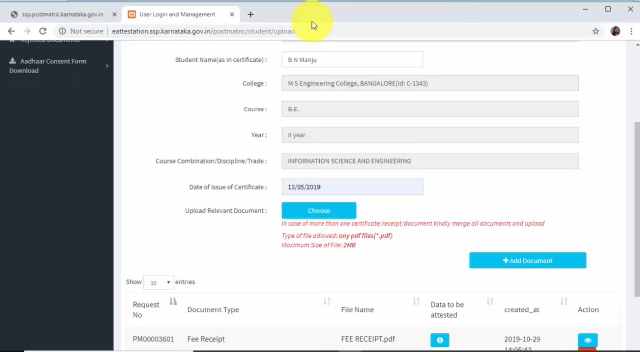 ssp.postmatric.karnataka.gov.in
User Login and Management
Not secure eattestation.ssp.karnataka.gov.in/postmatric/student/upload
Aadhaar Consent Form
Download
Student Name(as in certificate) : B N Manju
College : M S Engineering College, BANGALORE(Id: C-1343)
Course : B.E.
Year : II year
Course Combination/Discipline/Trade : INFORMATION SCIENCE AND ENGINEERING
Date of Issue of Certificate : 13/05/2019
Upload Relevant Document : Choose
In case of more than one certificate/receipt/document kindly merge all documents and upload
Type of file allowed: any pdf files(*.pdf)
Maximum Size of File: 2MB
+ Add Document
Show 10 entries
Request No Document Type File Name Data to be attested created_at Action
PM00003601 Fee Receipt FEE RECEIPT.pdf 2019-10-29
14:05:43